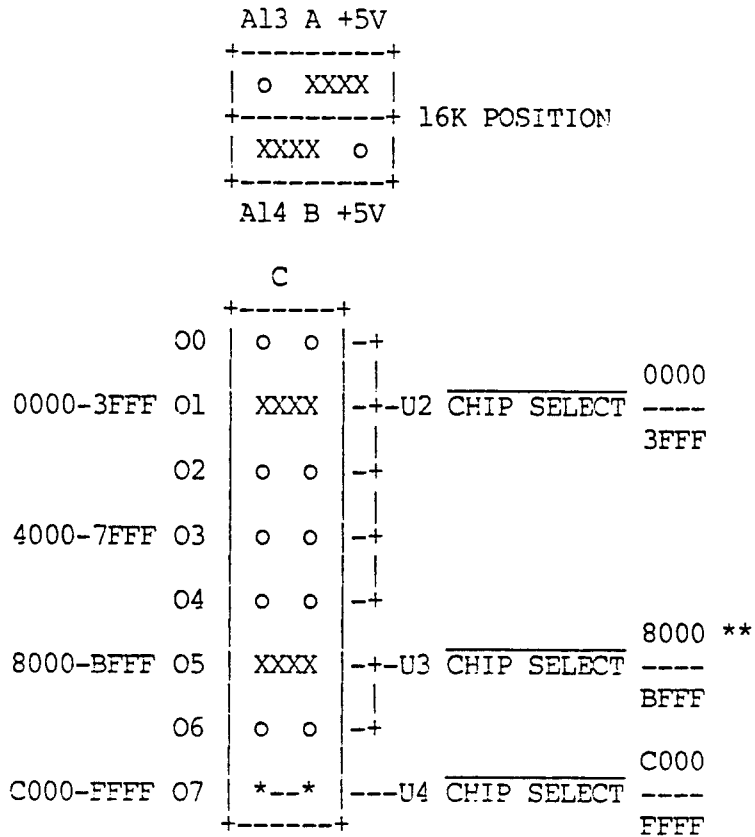 A13 A +5V
+----------+
| o XXXX |
+----------+ 16K POSITION
| XXXX o |
+----------+
A14 B +5V
C
+------+
O0 | o o |-+
0000
0000-3FFF O1 XXXX -+-U2 CHIP SELECT ----
3FFF
O2 o o -+
4000-7FFF O3 o o -+
O4 o o -+
8000 **
8000-BFFF O5 XXXX -+-U3 CHIP SELECT ----
BFFF
O6 o o -+
C000
C000-FFFF O7 *--* ---U4 CHIP SELECT ----
+------+
FFFF